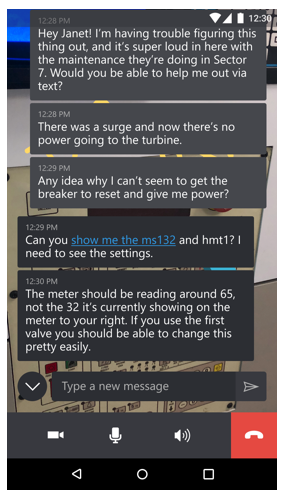 12:30
12:28 PM
Hey Janet! I'm having trouble figuring this
thing out, and it's super loud in here with
the maintenance they're doing in Sector
7. Would you be able to help me out via
text?
12:28 PM
There was a surge and now there's no
power going to the turbine.
12:29 PM
Any idea why I can't seem to get the
breaker to reset and give me power?
12:29 PM
Can you show me the ms132 and hmt1? I
need to see the settings.
12:30 PM
The meter should be reading around 65,
not the 32 it's currently showing on the
meter to your right. If you use the first
valve you should be able to change this
pretty easily.
Type a new message